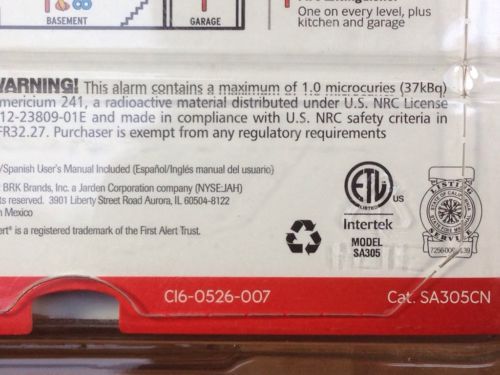 BASEMENT
GARAGE
One on every level, plus
kitchen and garage
WARNING! This alarm contains a maximum of 1.0 microcuries (37kBq)
mericium 241, a radioactive material distributed under U.S. NRC License
12-23809-01E and made in compliance with U.S. NRC safety criteria in
FR32.27. Purchaser is exempt from any regulatory requirements
/Spanish User's Manual Included (Español/Inglés manual del usuario)
BRK Brands, Inc. a Jarden Corporation company (NYSE:JAH)
ts reserved. 3901 Liberty Street Road Aurora, IL 60504-8122
n Mexico
ert® is a registered trademark of the First Alert Trust.
ETL
LISTED
US
Intertek
MODEL
SA305
LISTING
SERVICE
CI6-0526-007
Cat. SA305CN